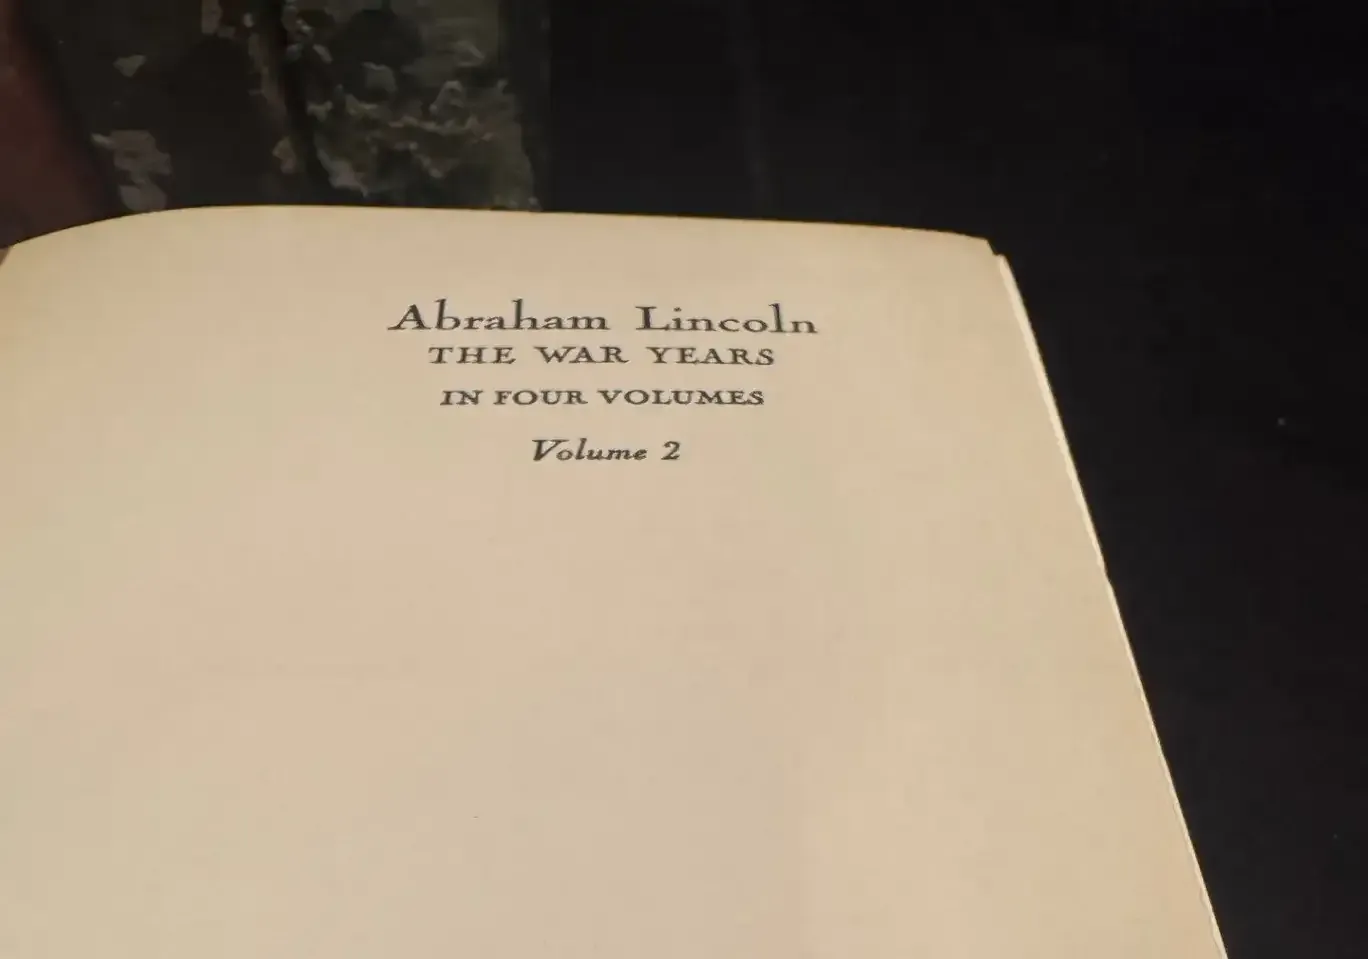 Abraham Lincoln
THE WAR YEARS
IN FOUR VOLUMES
Volume 2